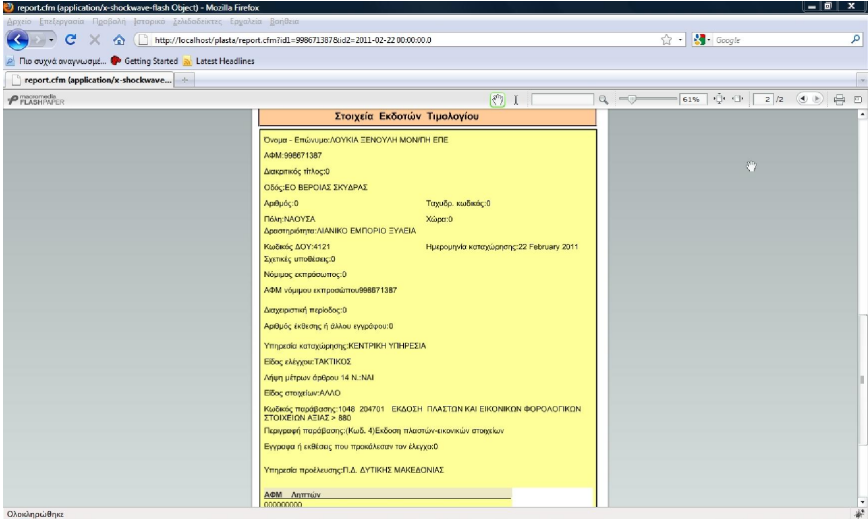 report.cfm (application/x-shockwave-flash Object) - Mozilla Firefox
Αρχείο Επεξεργασία Προβολή Ιστορικό Σελιδοδείκτες Εργαλεία Βοήθεια
http://localhost/plasta/report.cfm?id1=998671387&id2=2011-02-22 00:00:00.0
Google
Πιο συχνά αναγνωσμέ... Getting Started Latest Headlines
report.cfm (application/x-shockwave...
macromedia
FLASHPAPER
61% 2 /2
Στοιχεία Εκδοτών Τιμολογίου
Όνομα - Επώνυμο:ΛΟΥΚΙΑ ΞΕΝΟΥΛΗ ΜΟΝ/ΠΗ ΕΠΕ
ΑΦΜ:998671387
Διακριτικός τίτλος:0
Οδός:ΕΟ ΒΕΡΟΙΑΣ ΣΚΥΔΡΑΣ
Αριθμός:0 Ταχυδρ. κωδικός:0
Πόλη:ΝΑΟΥΣΑ Χώρα:0
Δραστηριότητα:ΛΙΑΝΙΚΟ ΕΜΠΟΡΙΟ ΞΥΛΕΙΑ
Κωδικός ΔΟΥ:4121 Ημερομηνία καταχώρησης:22 February 2011
Σχετικές υποθέσεις:0
Νόμιμος εκπρόσωπος:0
ΑΦΜ νόμιμου εκπροσώπου998671387
Διαχειριστική περίοδος:0
Αριθμός έκθεσης ή άλλου εγγράφου:0
Υπηρεσία καταχώρησης:ΚΕΝΤΡΙΚΗ ΥΠΗΡΕΣΙΑ
Είδος ελέγχου:ΤΑΚΤΙΚΟΣ
Λήψη μέτρων άρθρου 14 Ν.:ΝΑΙ
Είδος στοιχείων:ΑΛΛΟ
Κωδικός παράβασης:1048 204701 ΕΚΔΟΣΗ ΠΛΑΣΤΩΝ ΚΑΙ ΕΙΚΟΝΙΚΩΝ ΦΟΡΟΛΟΓΙΚΩΝ
ΣΤΟΙΧΕΙΩΝ ΑΞΙΑΣ > 880
Περιγραφή παράβασης:(Κωδ. 4)Εκδοση πλαστών-εικονικών στοιχείων
Εγγραφα ή εκθέσεις που προκάλεσαν τον έλεγχο:0
Υπηρεσία προέλευσης:Π.Δ. ΔΥΤΙΚΗΣ ΜΑΚΕΔΟΝΙΑΣ
ΑΦΜ Ληπτών
000000000
Ολοκληρώθηκε